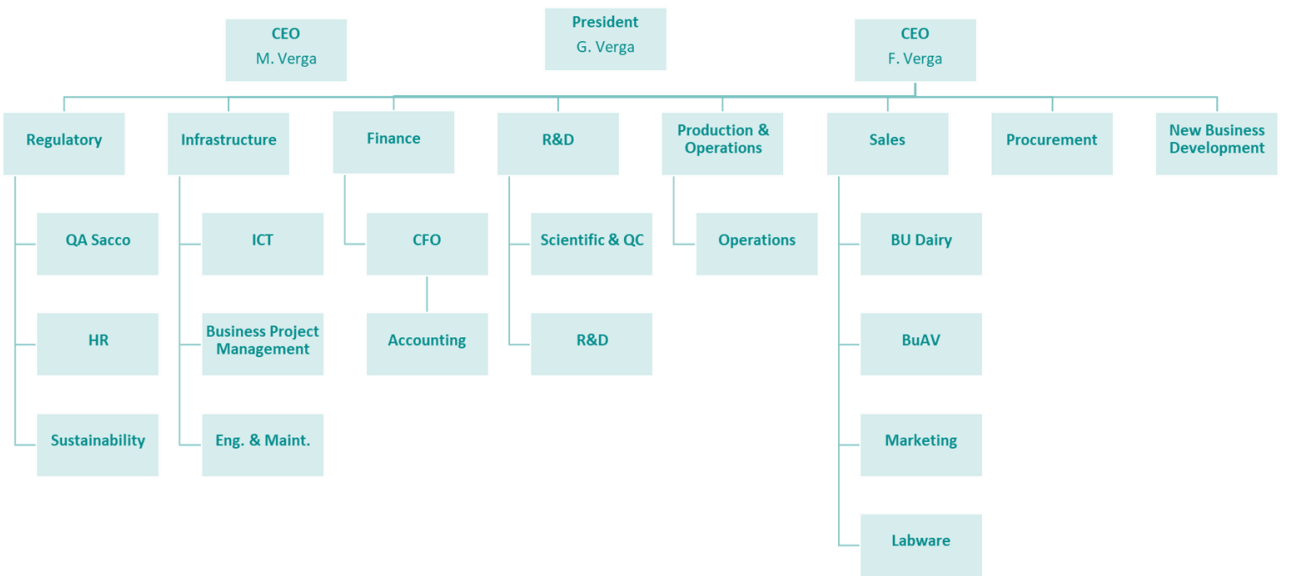 CEO
M. Verga
President
G. Verga
CEO
F. Verga
Regulatory
Infrastructure
Finance
R&D
Production &
Operations
Sales
Procurement
New Business
Development
QA Sacco
ICT
CFO
Scientific & QC
Operations
BU Dairy
HR
Business Project
Management
Accounting
R&D
BuAV
Sustainability
Eng. & Maint.
Marketing
Labware